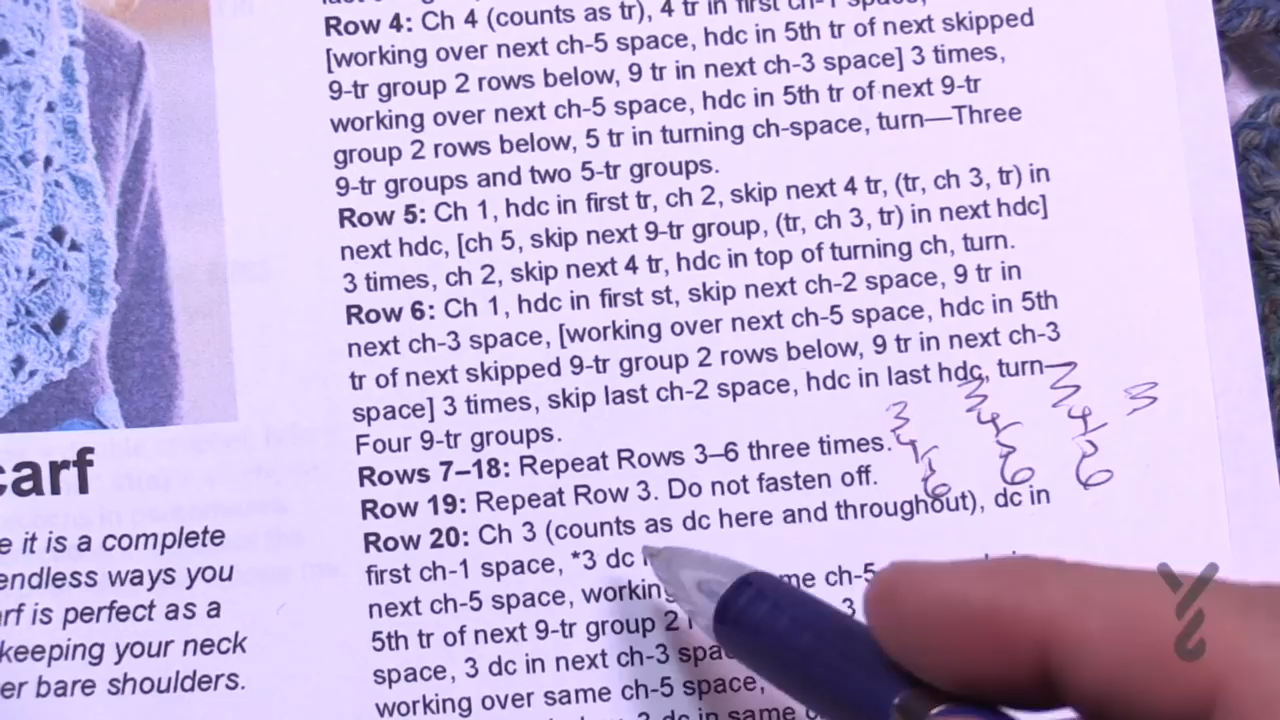 Row 4: Ch 4 (counts as tr), 4 tr in first ch-1 space,
[working over next ch-5 space, hdc in 5th tr of next skipped
9-tr group 2 rows below, 9 tr in next ch-3 space] 3 times,
working over next ch-5 space, hdc in 5th tr of next 9-tr
group 2 rows below, 5 tr in turning ch-space, turn—Three
9-tr groups and two 5-tr groups.
Row 5: Ch 1, hdc in first tr, ch 2, skip next 4 tr, (tr, ch 3, tr) in
next hdc, [ch 5, skip next 9-tr group, (tr, ch 3, tr) in next hdc]
3 times, ch 2, skip next 4 tr, hdc in top of turning ch, turn.
Row 6: Ch 1, hdc in first st, skip next ch-2 space, 9 tr in
next ch-3 space, [working over next ch-5 space, hdc in 5th
tr of next skipped 9-tr group 2 rows below, 9 tr in next ch-3
space] 3 times, skip last ch-2 space, hdc in last hdc, turn—
Four 9-tr groups.
Rows 7–18: Repeat Rows 3–6 three times.
Row 19: Repeat Row 3. Do not fasten off.
Row 20: Ch 3 (counts as dc here and throughout), dc in
first ch-1 space, *3 dc
next ch-5 space, working me ch-5
5th tr of next 9-tr group 2 3
space, 3 dc in next ch-3 spa
working over same ch-5 space,
dc in same
3 4 5 6
3 4 5 6
3 4 5 6
3
carf
e it is a complete
endless ways you
arf is perfect as a
keeping your neck
er bare shoulders.